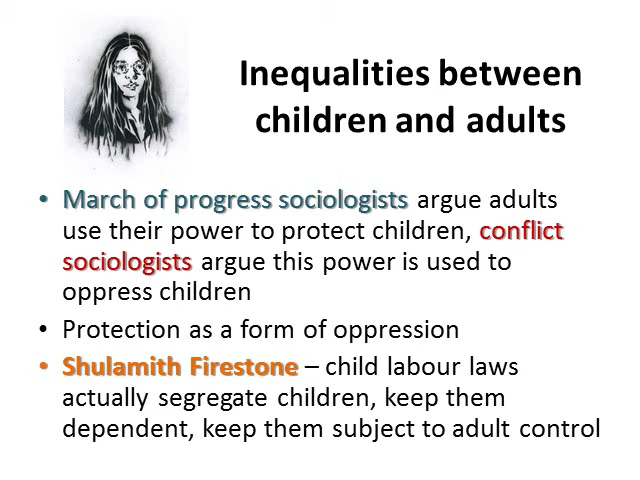 Inequalities between
children and adults
• March of progress sociologists argue adults
use their power to protect children, conflict
sociologists argue this power is used to
oppress children
• Protection as a form of oppression
• Shulamith Firestone – child labour laws
actually segregate children, keep them
dependent, keep them subject to adult control